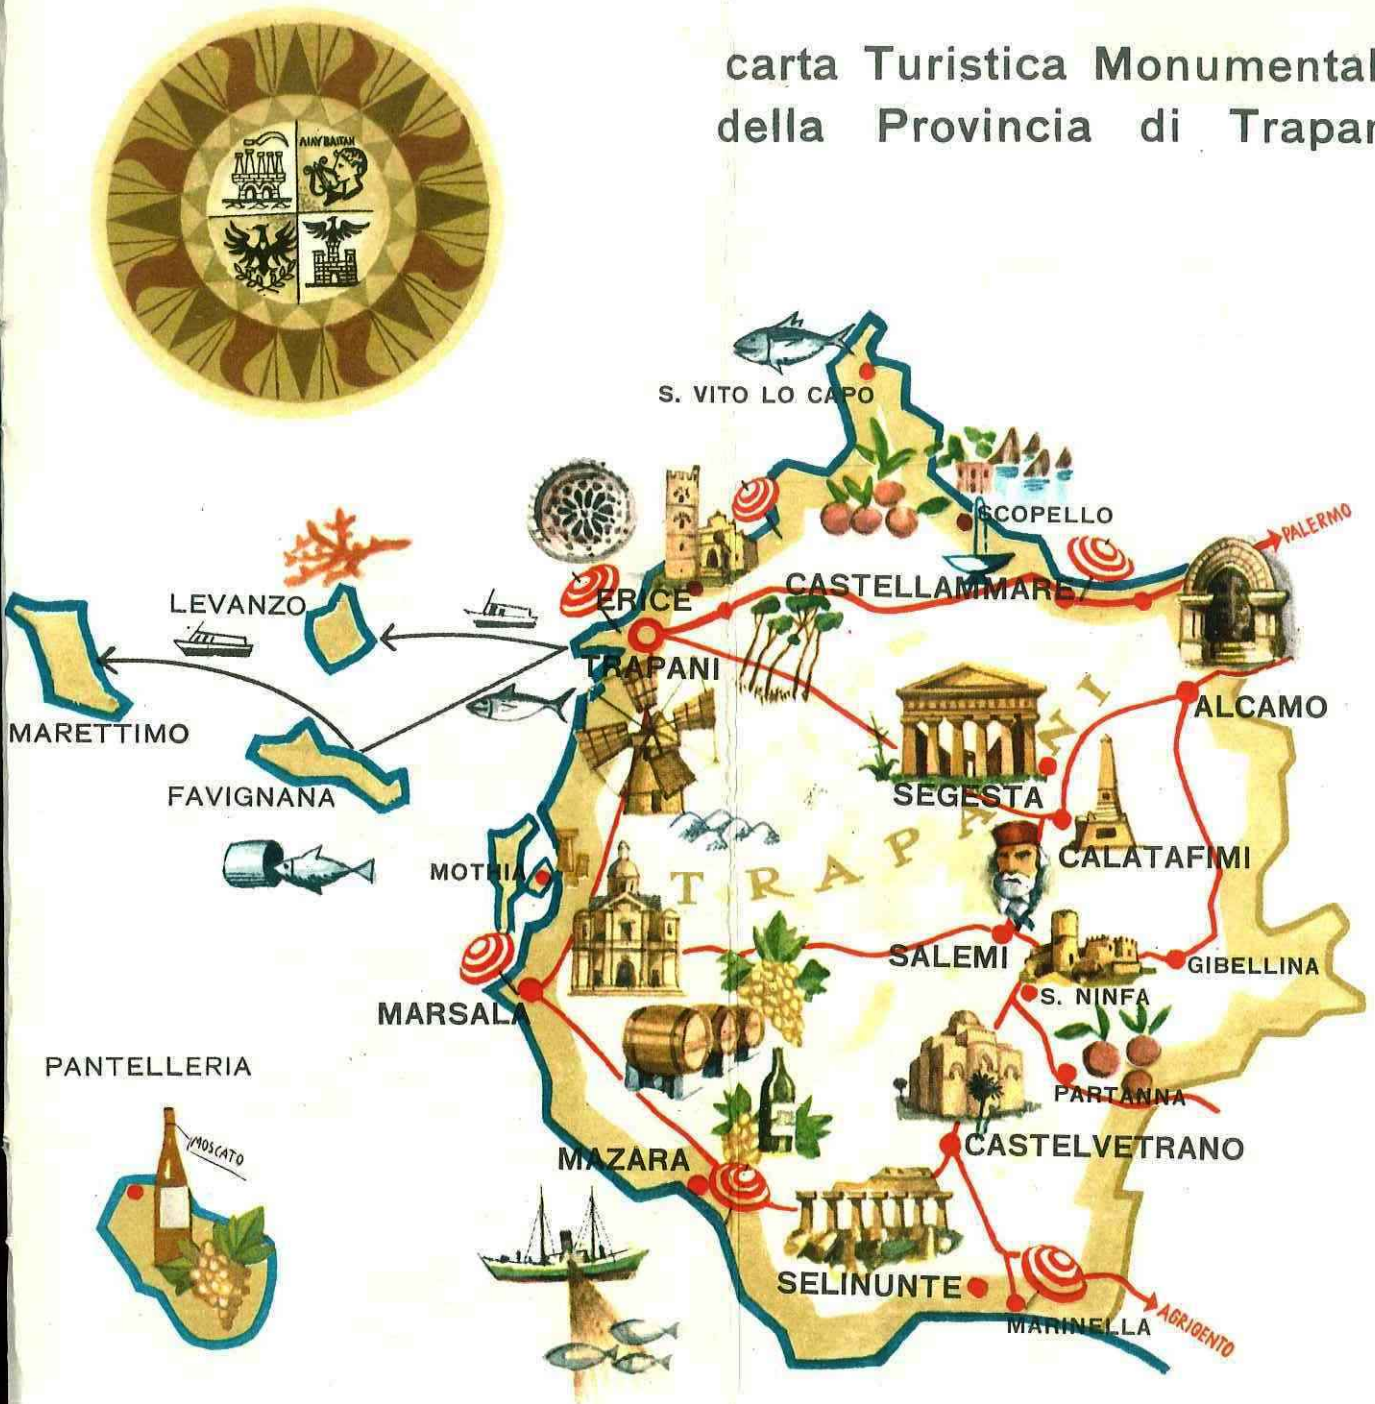 carta Turistica Monumental
della Provincia di Trapan
ΛΙΛΥΒΑΙΤΑΝ
S. VITO LO CAPO
SCOPELLO
PALERMO
LEVANZO
ERICE
CASTELLAMMARE/
TRAPANI
MARETTIMO
ALCAMO
FAVIGNANA
SEGESTA
TRAPANI
CALATAFIMI
MOTHIA
SALEMI
GIBELLINA
S. NINFA
MARSALA
PANTELLERIA
PARTANNA
MOSCATO
CASTELVETRANO
MAZARA
SELINUNTE
MARINELLA
AGRIGENTO